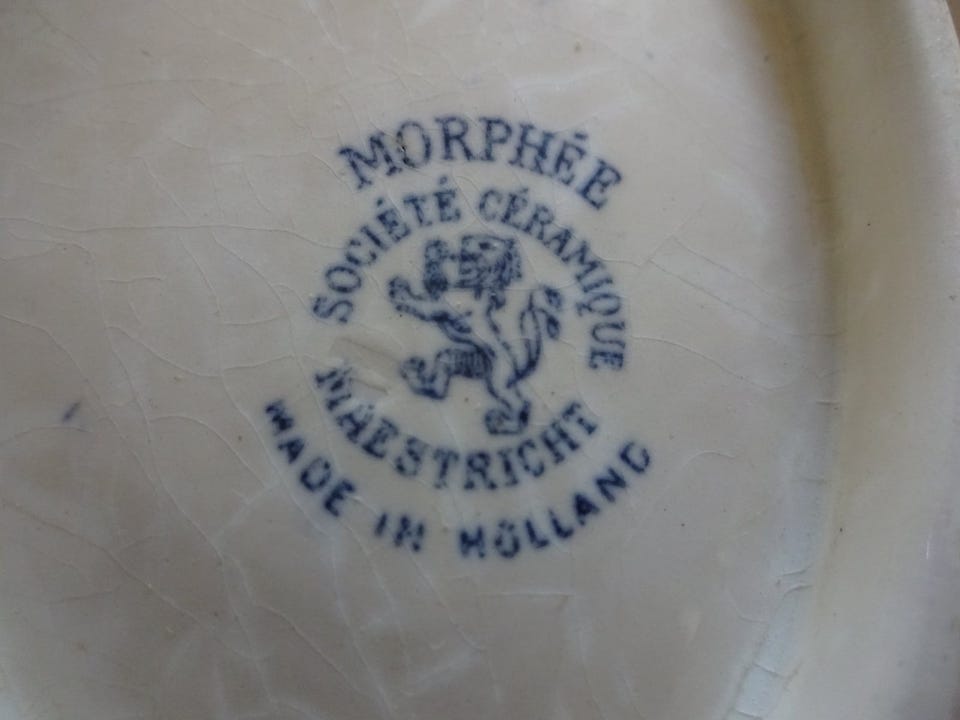 MORPHÉE
SOCIÉTÉ CÉRAMIQUE
MAESTRICHT
MADE IN HOLLAND